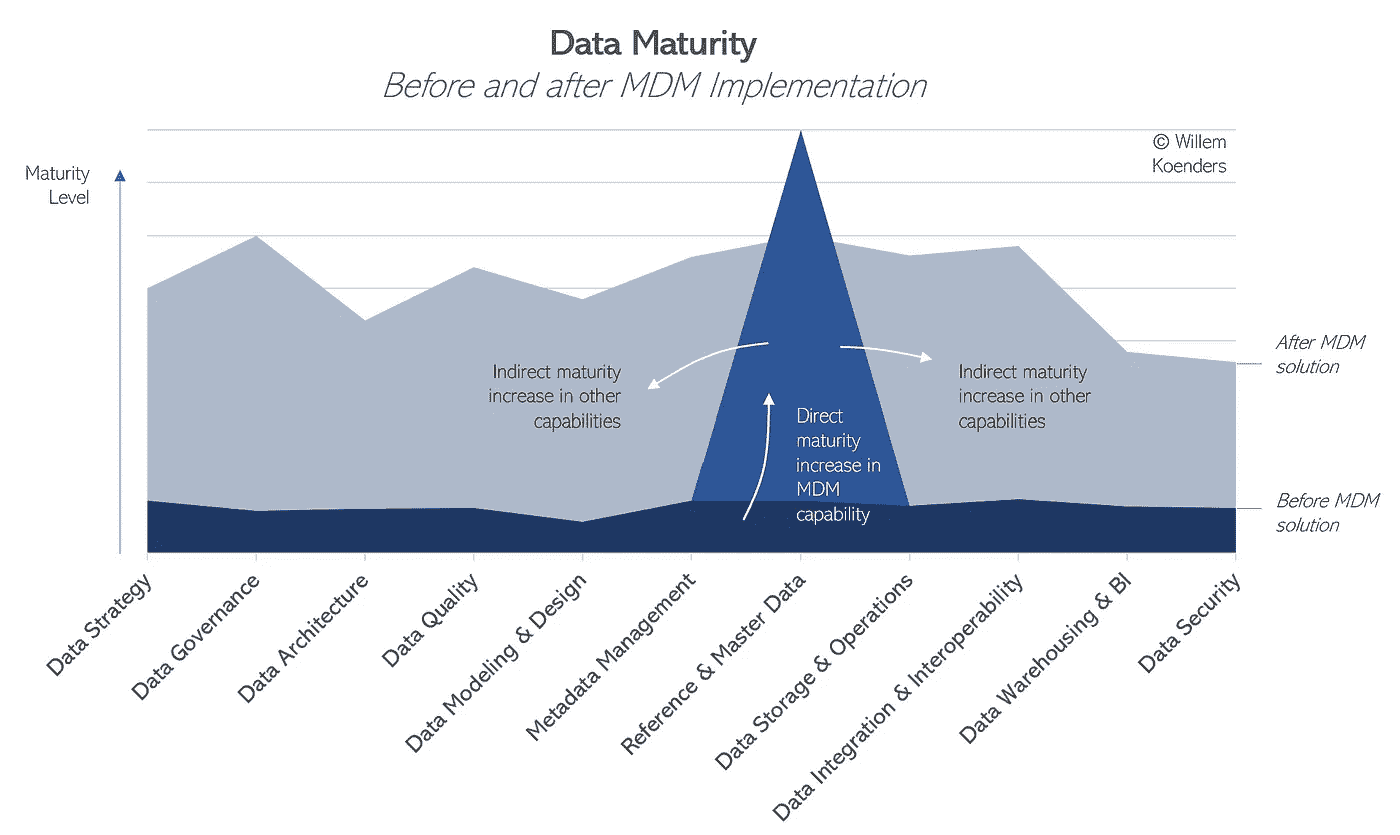 Data Maturity
Before and after MDM Implementation
© Willem
Koenders
Maturity
Level
After MDM
solution
Indirect maturity
increase in other
capabilities
Indirect maturity
increase in other
capabilities
Direct
maturity
increase in
MDM
capability
Before MDM
solution
Data Strategy
Data Governance
Data Architecture
Data Quality
Data Modeling & Design
Metadata Management
Reference & Master Data
Data Storage & Operations
Data Integration & Interoperability
Data Warehousing & BI
Data Security